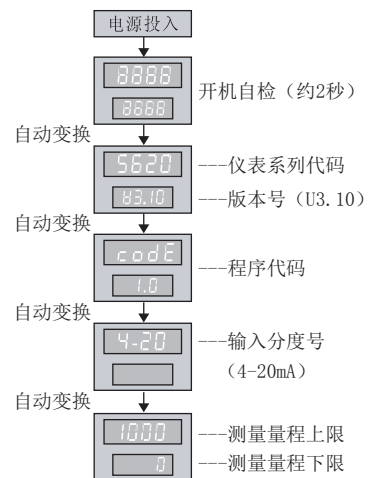 电源投入
8888
8888
开机自检（约2秒）
自动变换
S620
U3.10
---仪表系列代码
---版本号（U3.10）
自动变换
codE
1.0
---程序代码
自动变换
4-20
---输入分度号
（4-20mA）
自动变换
1000
0
---测量量程上限
---测量量程下限